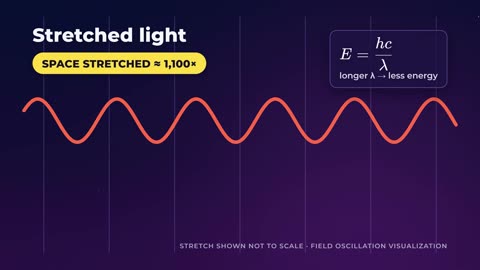 Stretched light
SPACE STRETCHED ≈ 1,100×
E = hc/λ
longer λ → less energy
STRETCH SHOWN NOT TO SCALE · FIELD OSCILLATION VISUALIZATION